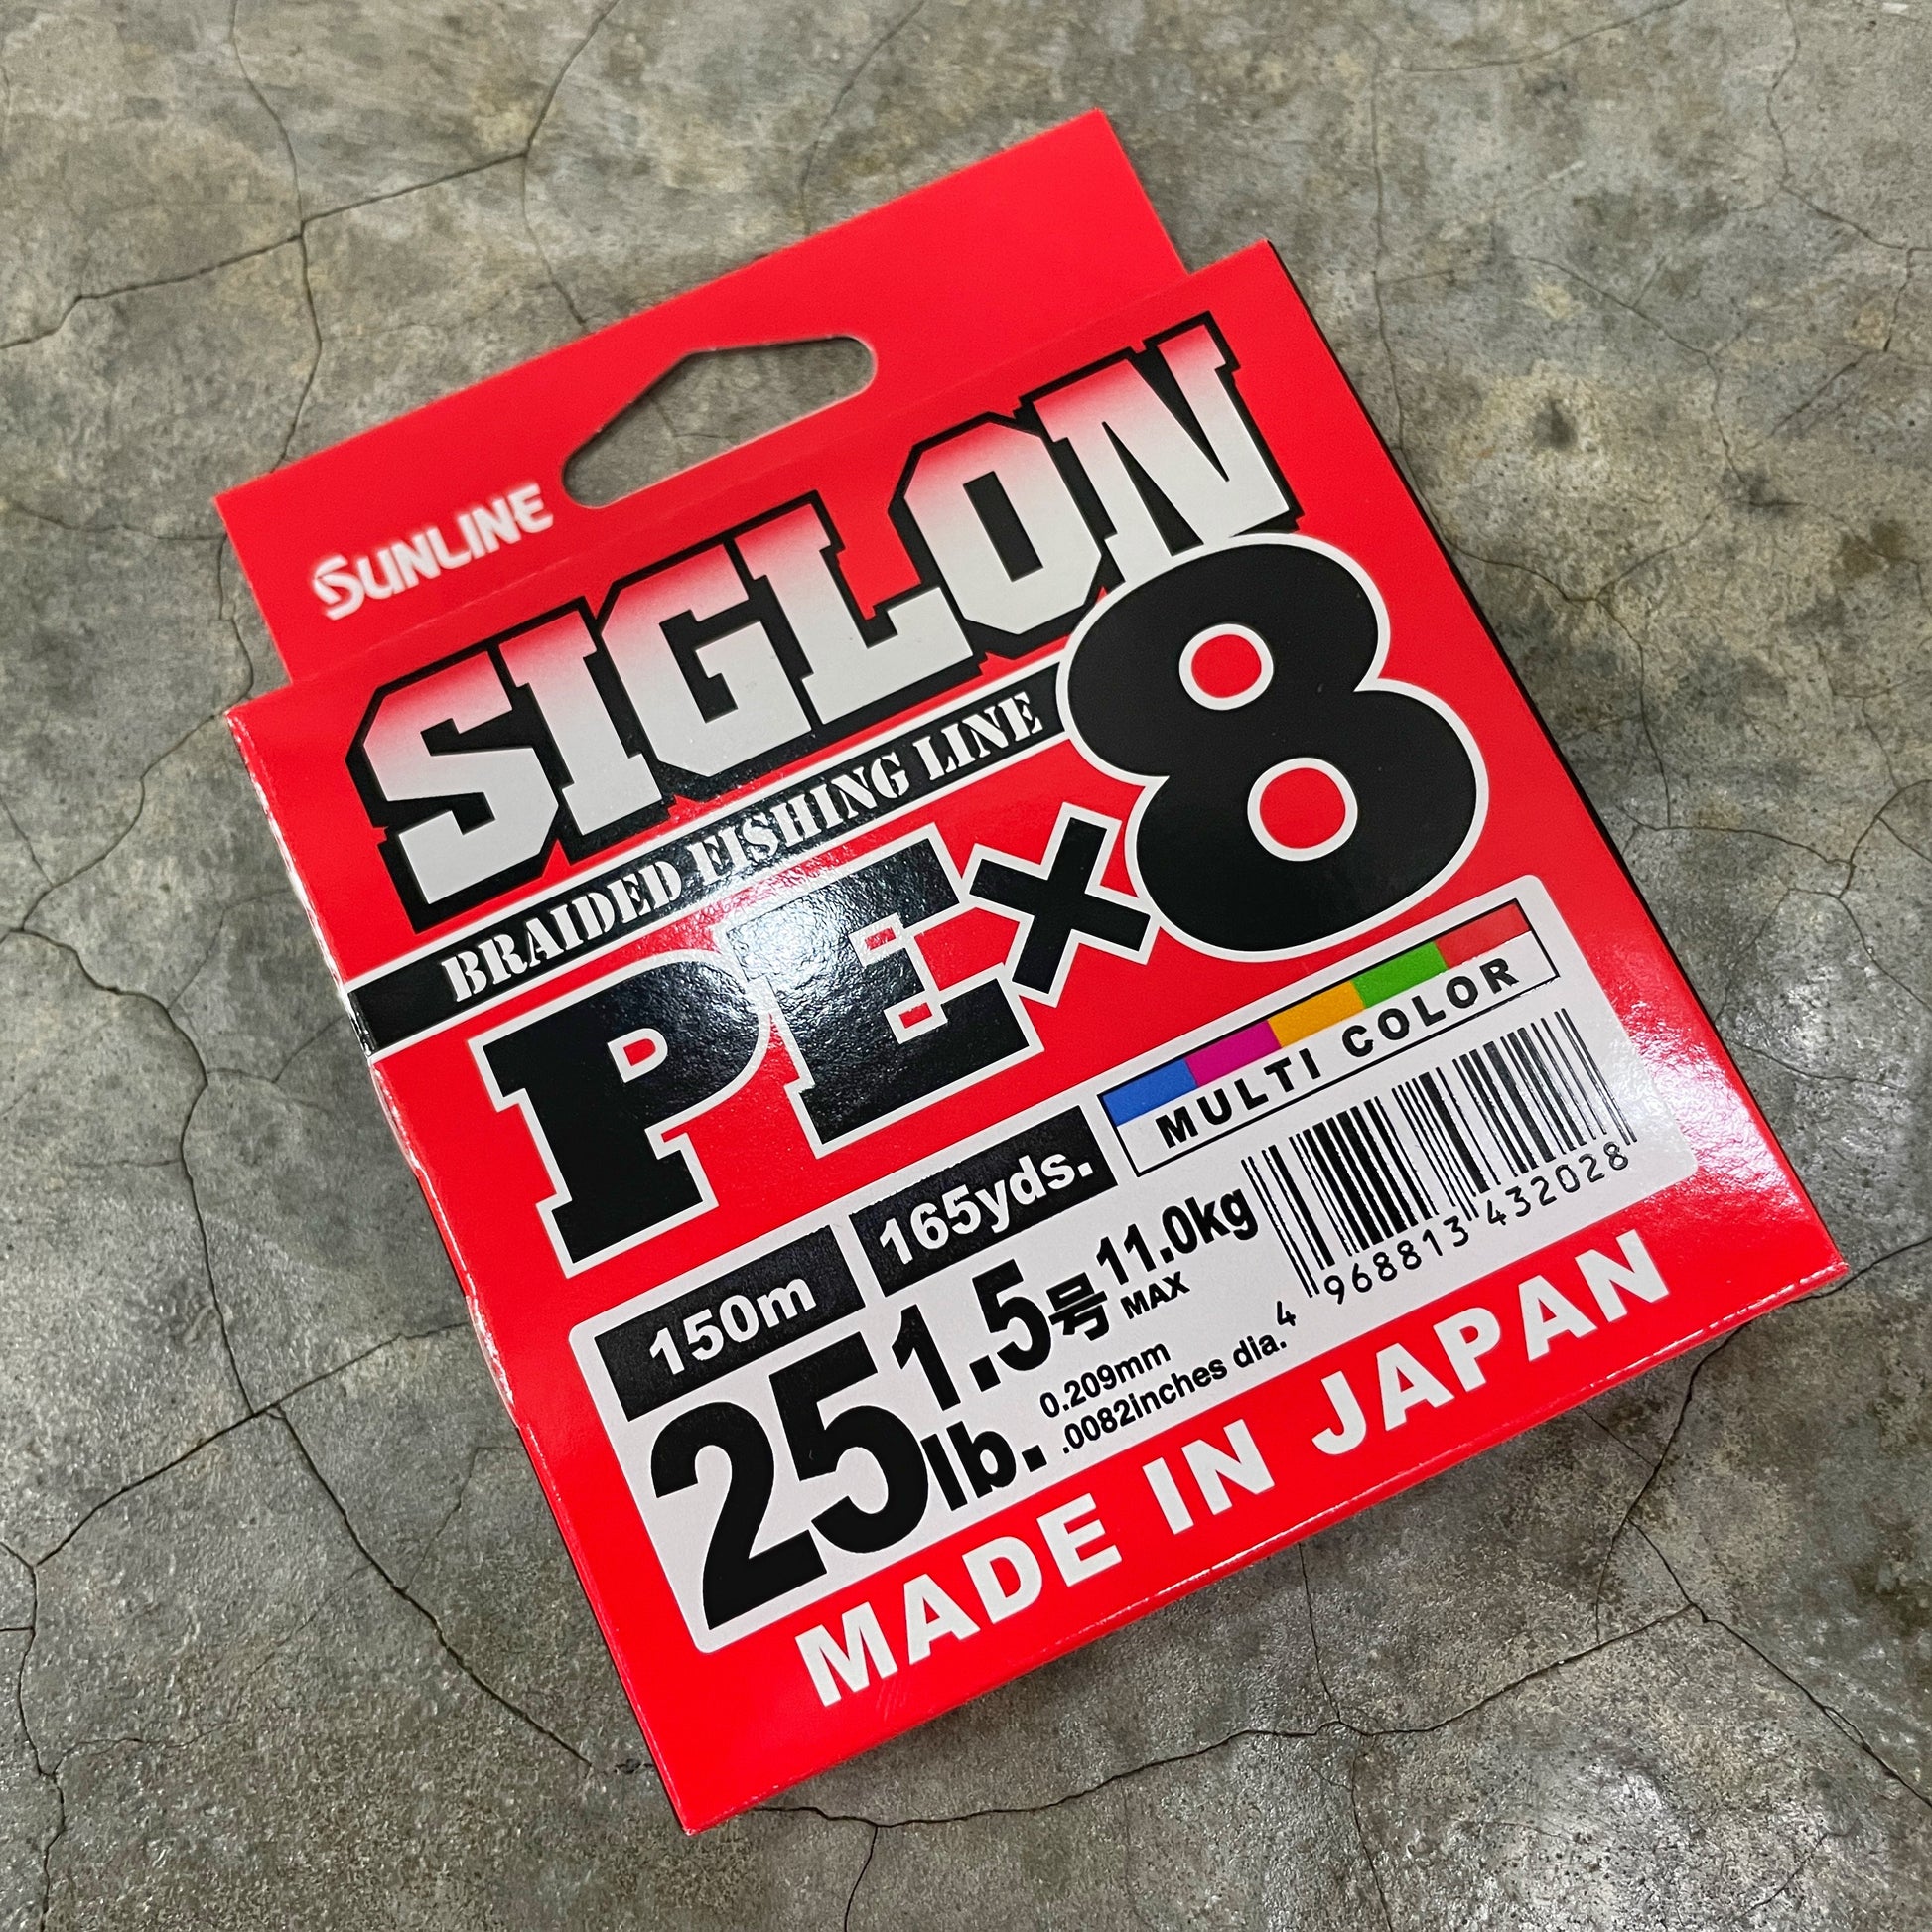 SUNLINE
SIGLON
BRAIDED FISHING LINE
PE×8
MULTI COLOR
150m 165yds.
25lb. 1.5号 11.0kg
MAX
0.209mm
.0082inches dia.
4 968813 432028
MADE IN JAPAN